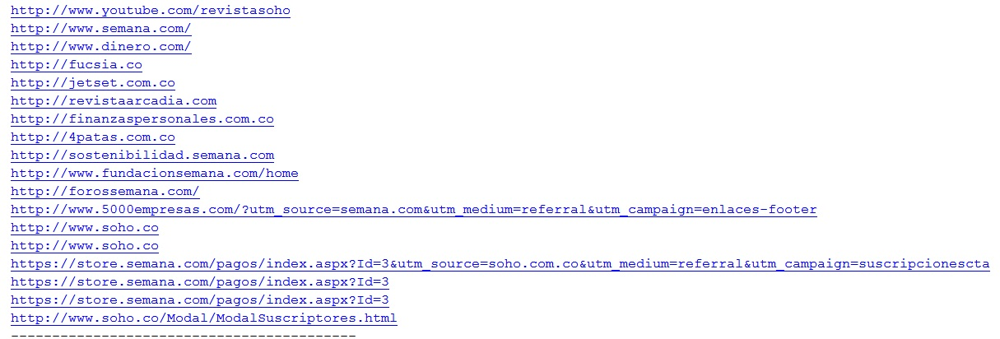 http://www.youtube.com/revistasoho
http://www.semana.com/
http://www.dinero.com/
http://fucsia.co
http://jetset.com.co
http://revistaarcadia.com
http://finanzaspersonales.com.co
http://4patas.com.co
http://sostenibilidad.semana.com
http://www.fundacionsemana.com/home
http://forossemana.com/
http://www.5000empresas.com/?utm_source=semana.com&utm_medium=referral&utm_campaign=enlaces-footer
http://www.soho.co
http://www.soho.co
https://store.semana.com/pagos/index.aspx?Id=3&utm_source=soho.com.co&utm_medium=referral&utm_campaign=suscripcionescta
https://store.semana.com/pagos/index.aspx?Id=3
https://store.semana.com/pagos/index.aspx?Id=3
http://www.soho.co/Modal/ModalSuscriptores.html
------------------------------------------